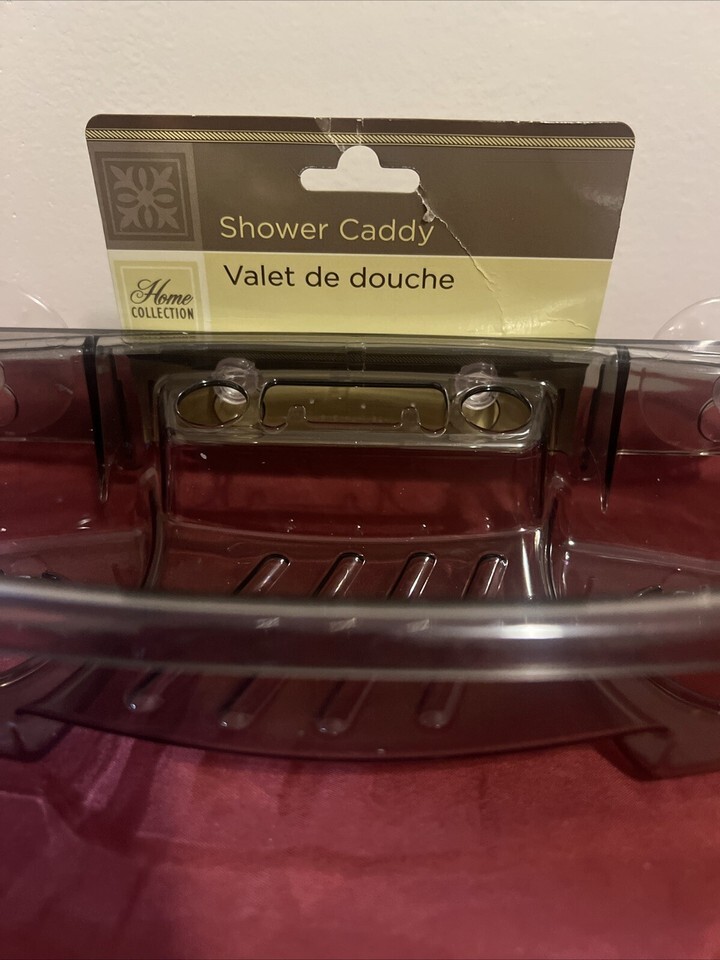 Shower Caddy
Valet de douche
Home
COLLECTION